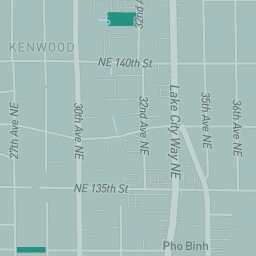 32nd A
KENWOOD
NE 140th St
27th Ave NE
30th Ave NE
32nd Ave NE
Lake City Way NE
35th Ave NE
36th Ave NE
NE 135th St
Pho Binh